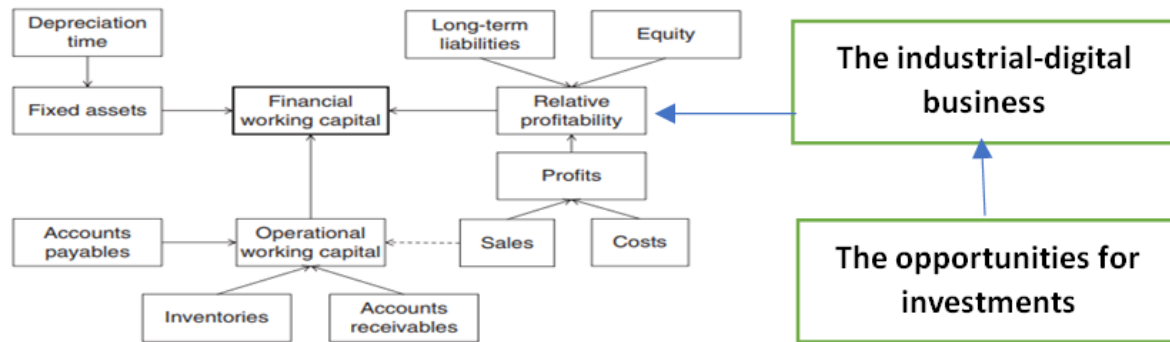 Depreciation
time
Long-term
liabilities
Equity
The industrial-digital
business
Fixed assets
Financial
working capital
Relative
profitability
Profits
Accounts
payables
Operational
working capital
Sales
Costs
The opportunities for
investments
Inventories
Accounts
receivables